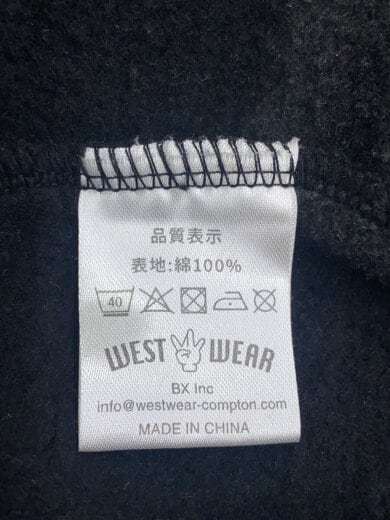 品質表示
表地:綿100%
40
WEST WEAR
BX Inc
info@westwear-compton.com
MADE IN CHINA